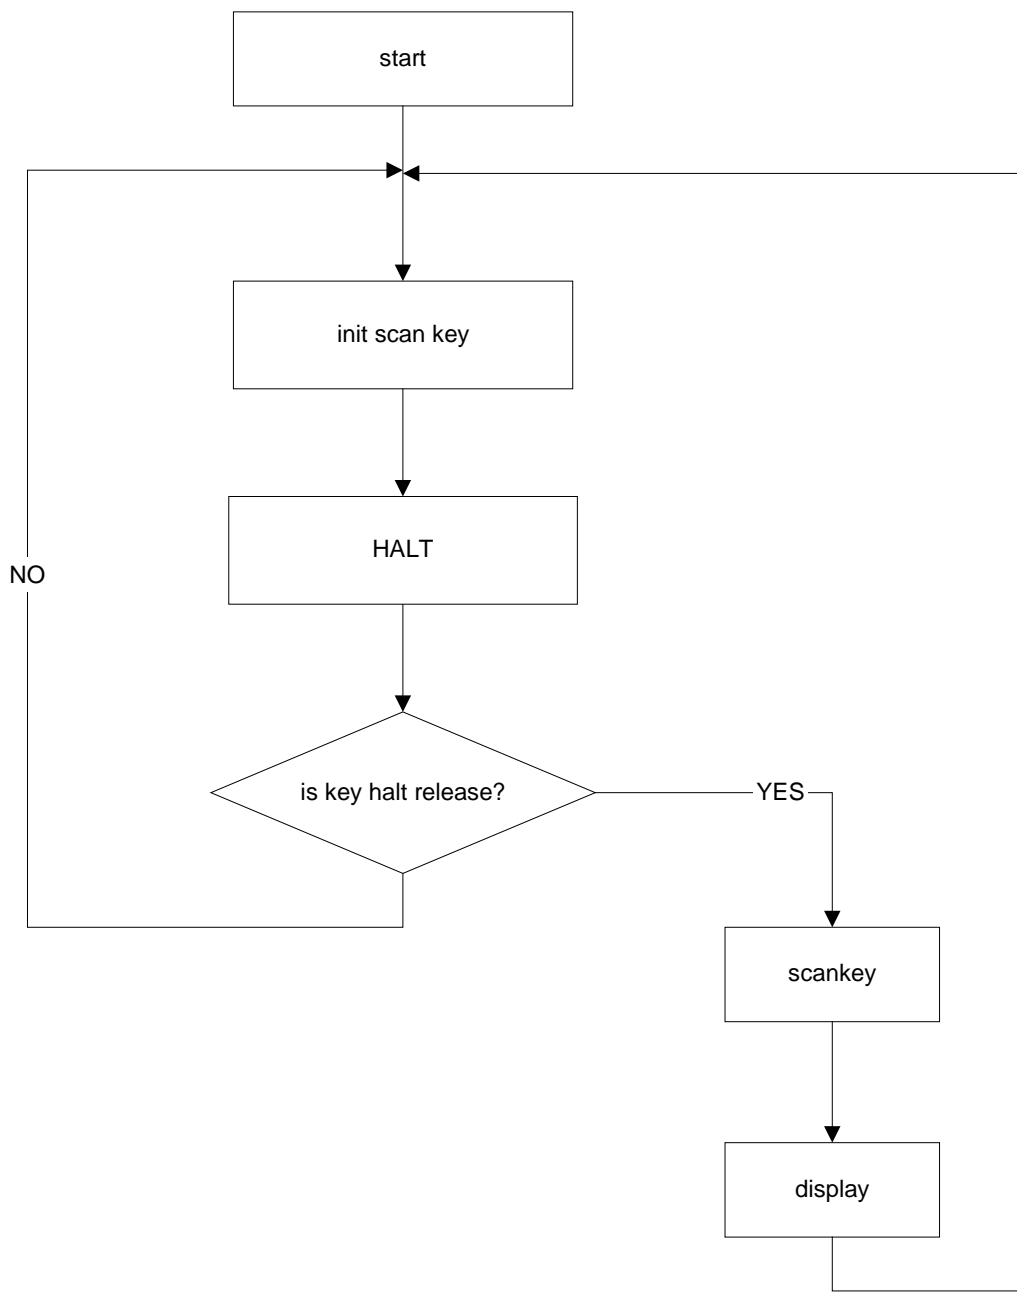 start
init scan key
HALT
NO
is key halt release?
YES
scankey
display